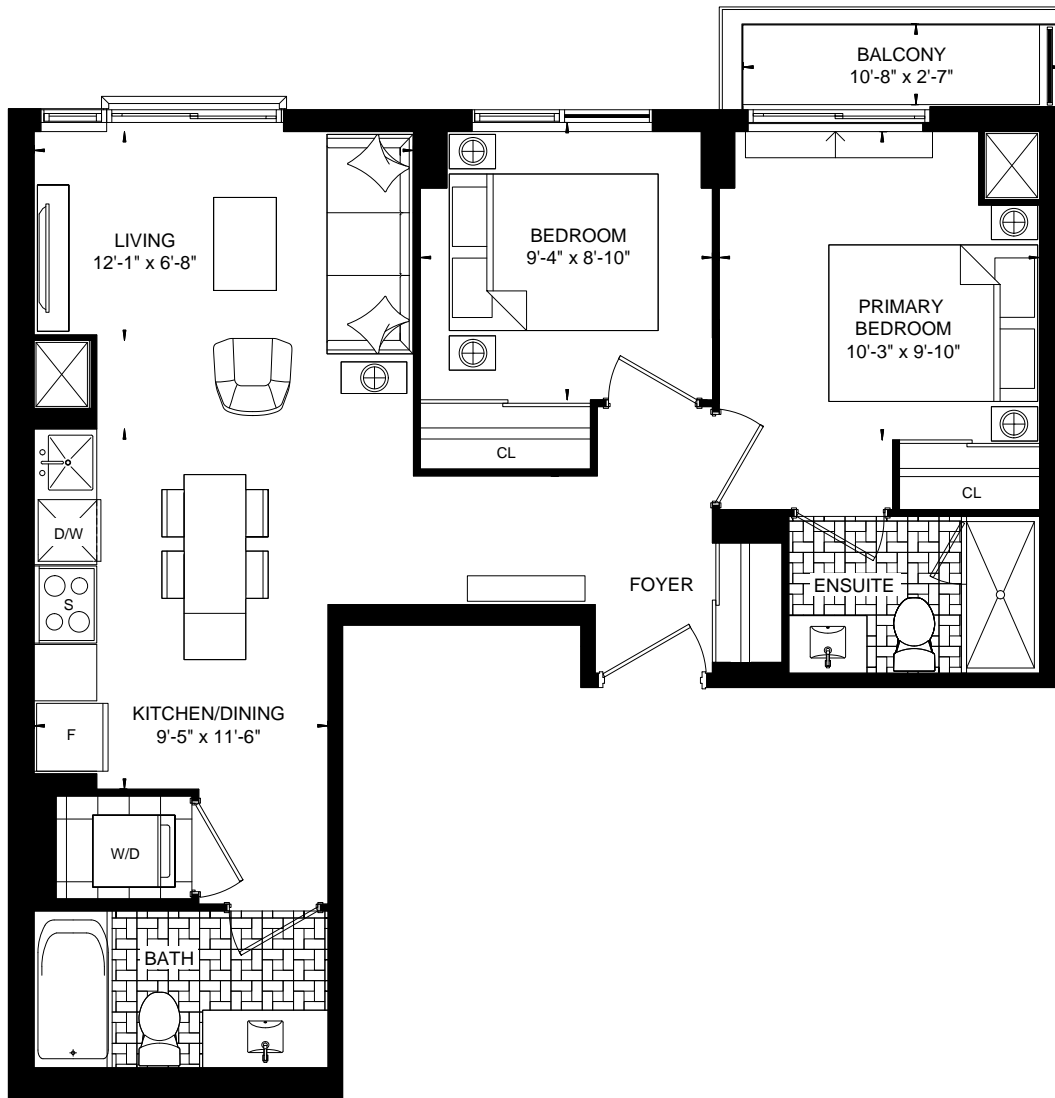 BALCONY
10'-8" x 2'-7"
LIVING
12'-1" x 6'-8"
BEDROOM
9'-4" x 8'-10"
PRIMARY
BEDROOM
10'-3" x 9'-10"
CL
CL
D/W
S
FOYER
ENSUITE
KITCHEN/DINING
9'-5" x 11'-6"
F
W/D
BATH